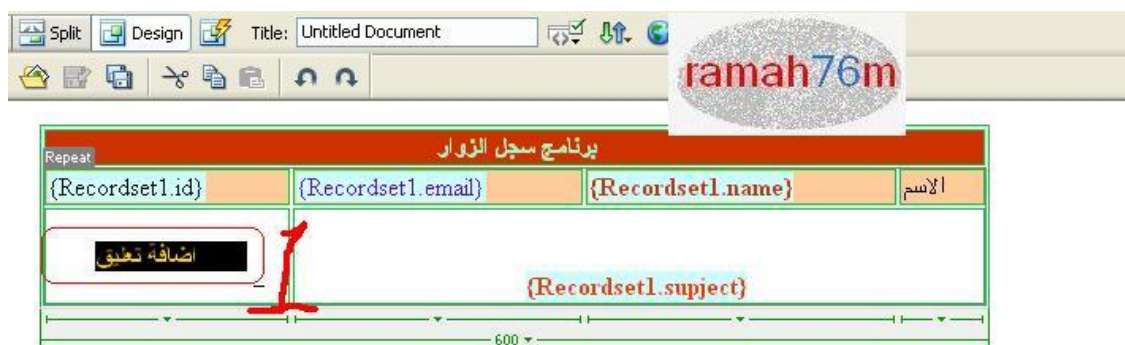 Split Design Title: Untitled Document
ramah76m
برنامج سجل الزوار
Repeat
{Recordset1.id} {Recordset1.email} {Recordset1.name} الاسم
اضافة تعليق
1
{Recordset1.supject}
600